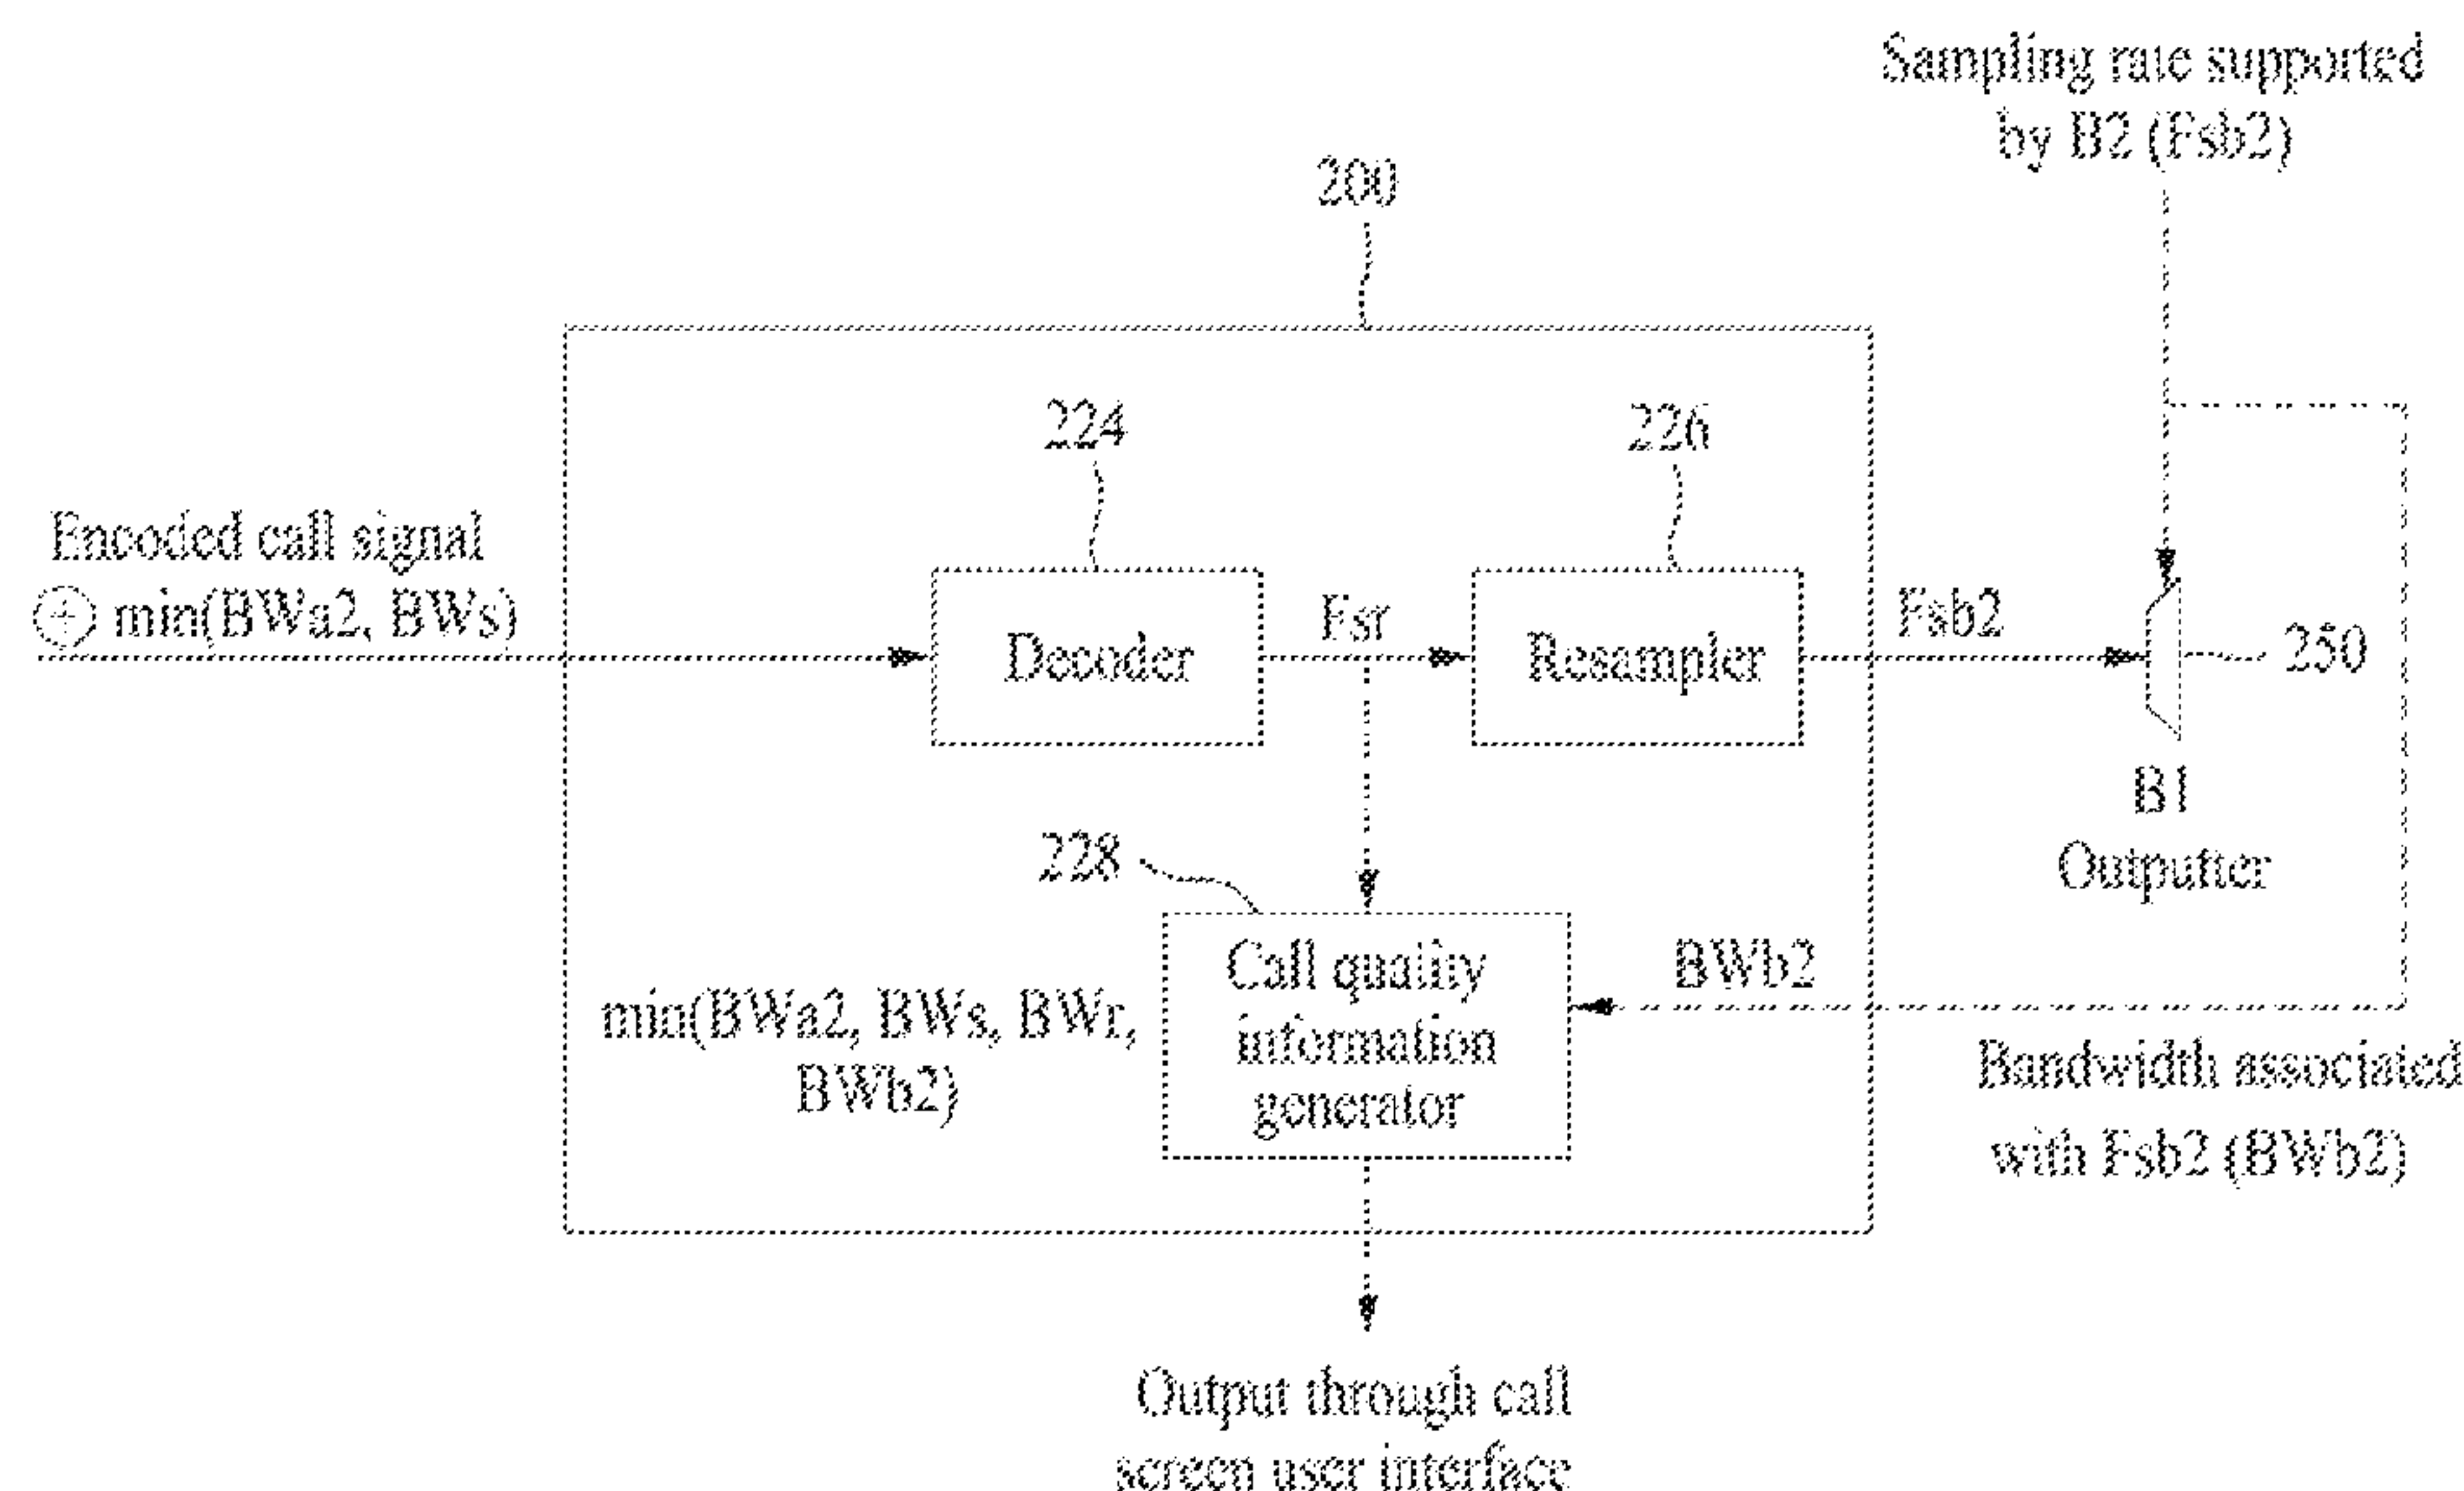 Sampling rate supported
by B2 (Fsb2)
200
224
226
Encoded call signal
+ min(BWa2, BWs)
Decoder
Fsr
Resampler
Fsb2
250
B1
Outputter
228
Call quality
information
generator
BWb2
min(BWa2, BWs, BWr,
BWb2)
Bandwidth associated
with Fsb2 (BWb2)
Output through call
screen user interface